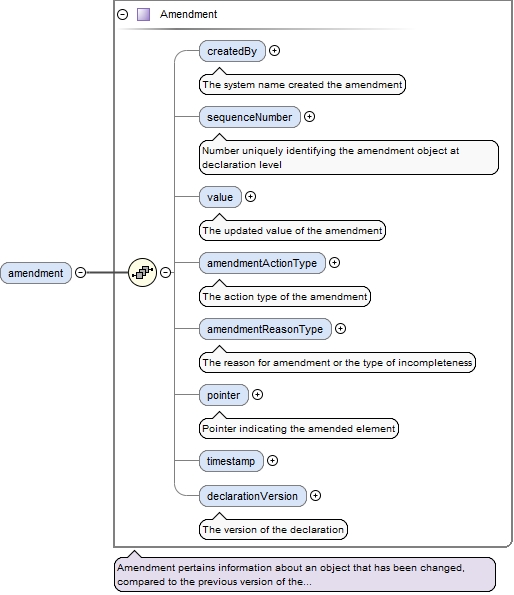 Amendment
createdBy
The system name created the amendment
sequenceNumber
Number uniquely identifying the amendment object at
declaration level
value
The updated value of the amendment
amendment
amendmentActionType
The action type of the amendment
amendmentReasonType
The reason for amendment or the type of incompleteness
pointer
Pointer indicating the amended element
timestamp
declarationVersion
The version of the declaration
Amendment pertains information about an object that has been changed,
compared to the previous version of the...